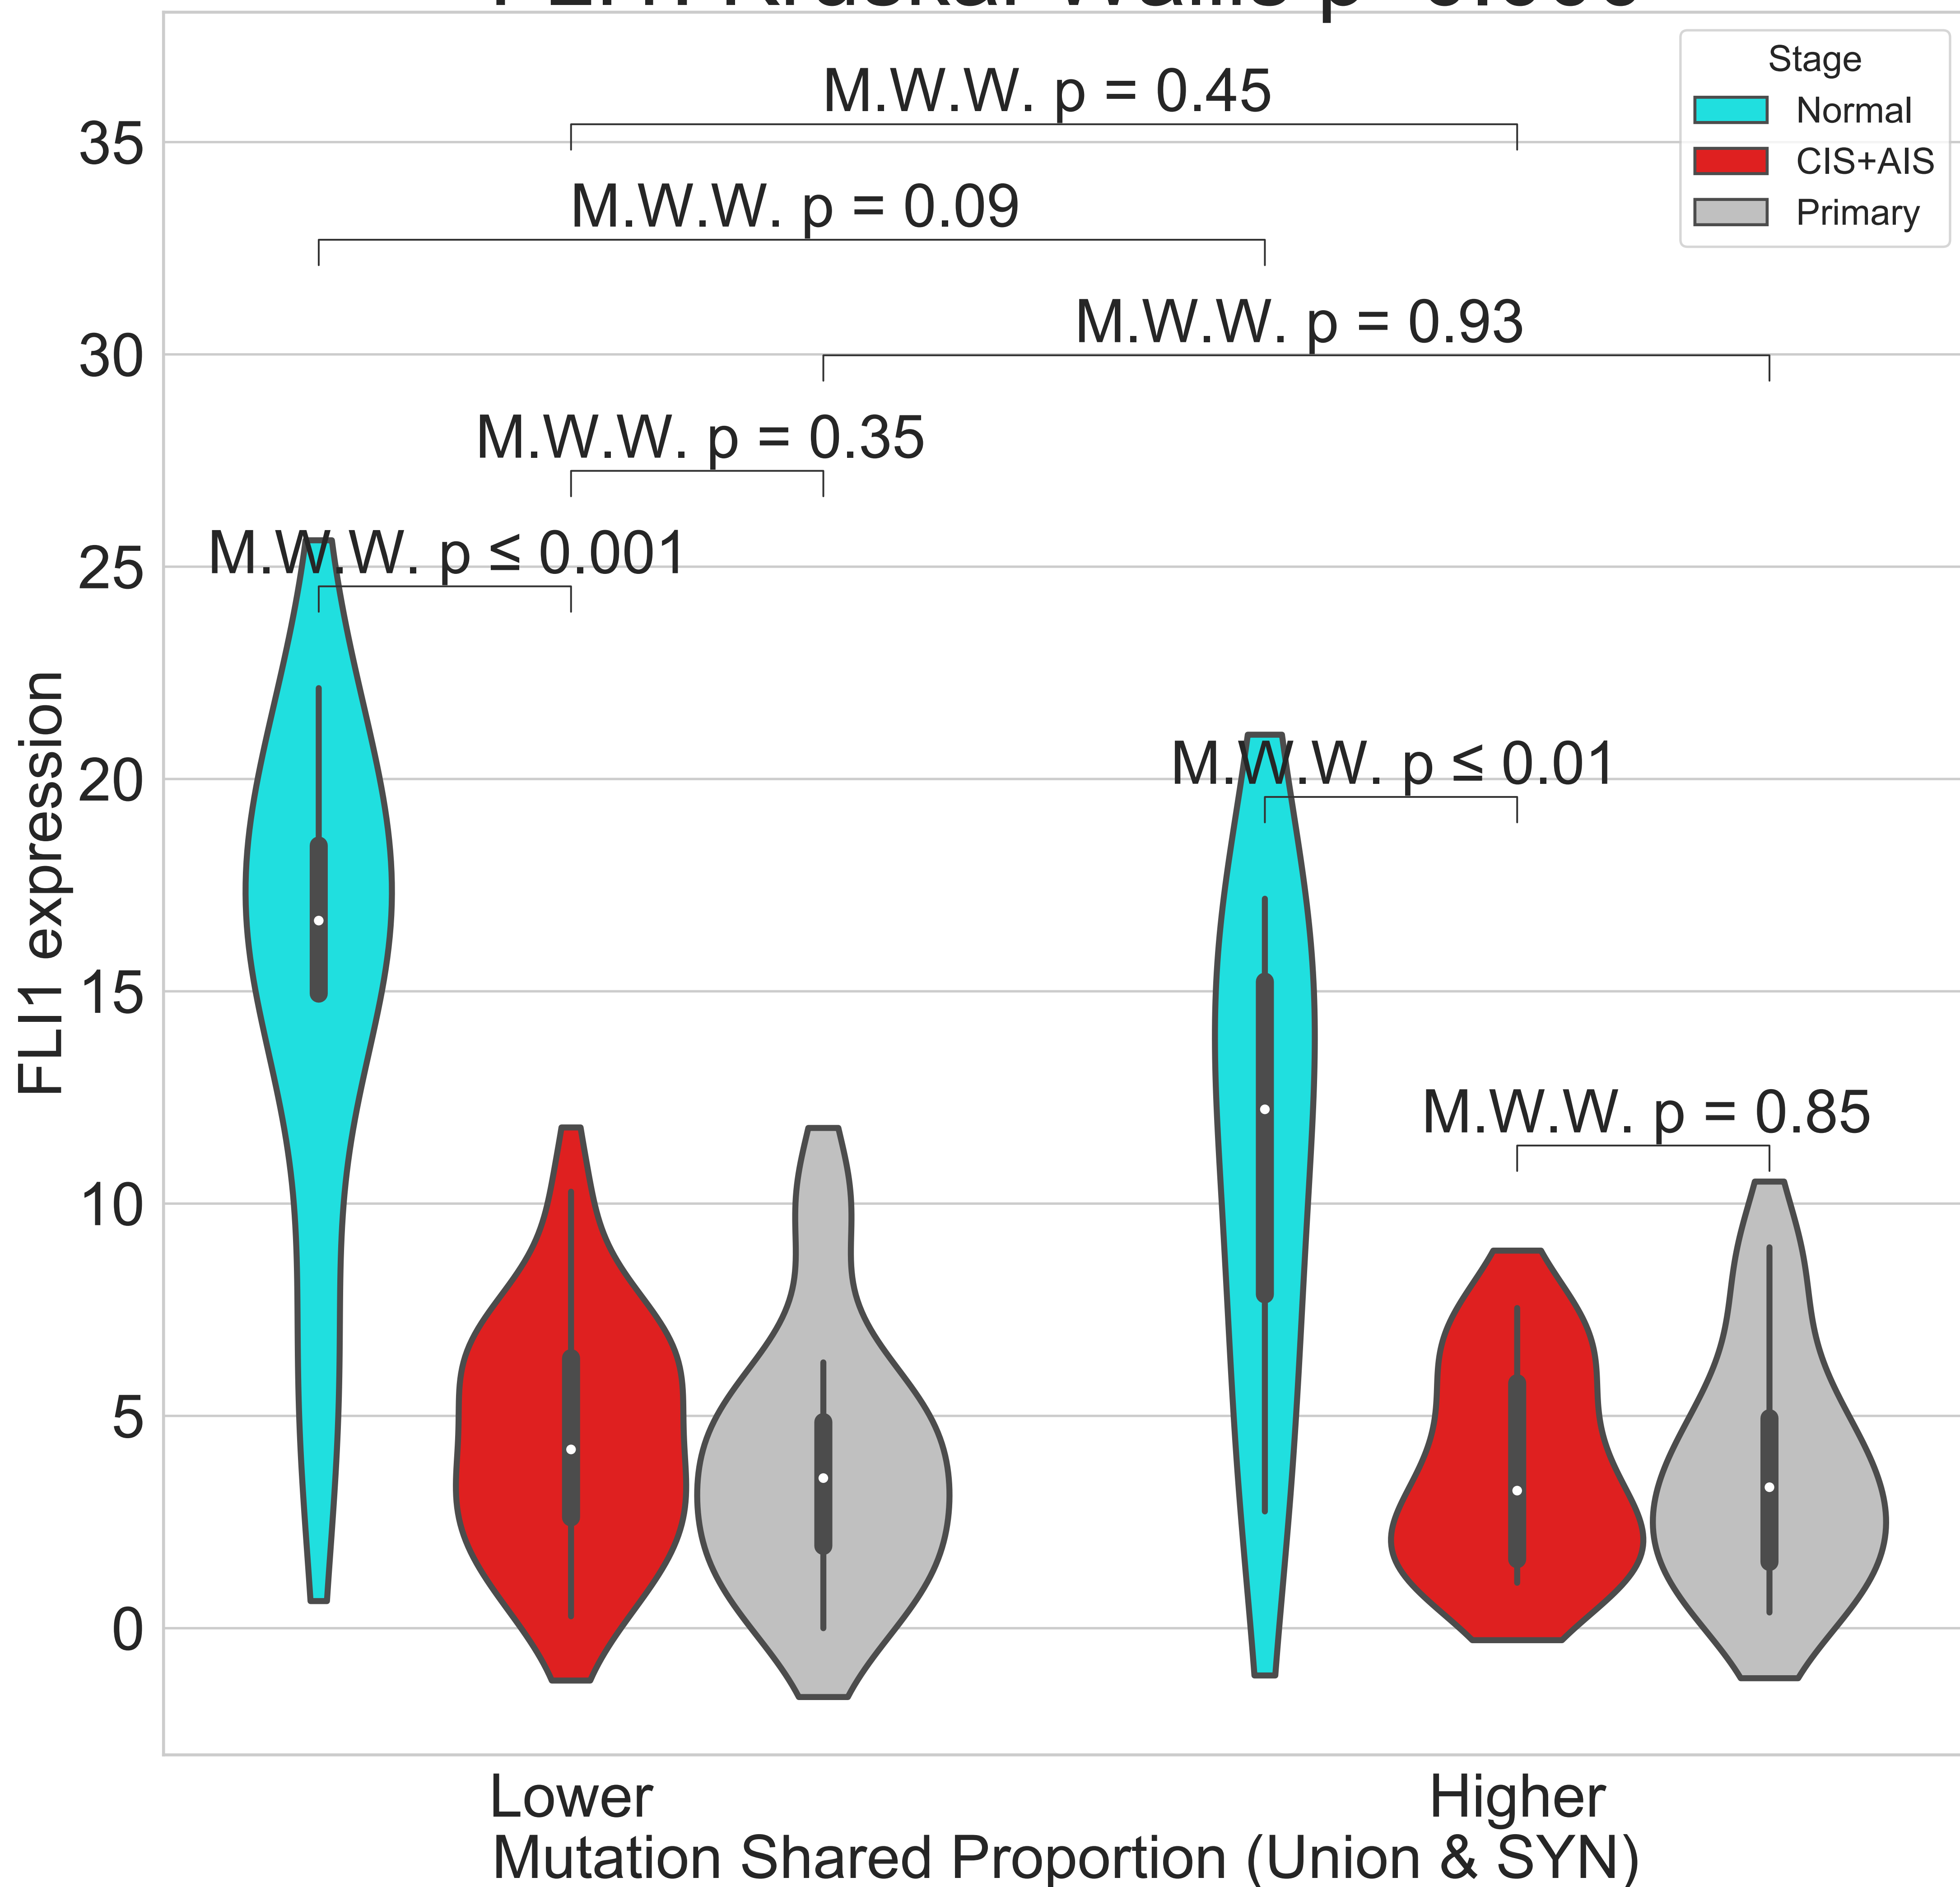 Stage
Normal
CIS+AIS
Primary
M.W.W. p = 0.45
M.W.W. p = 0.09
M.W.W. p = 0.93
M.W.W. p = 0.35
M.W.W. p ≤ 0.001
M.W.W. p ≤ 0.01
M.W.W. p = 0.85
35
30
25
20
15
10
5
0
FLI1 expression
Lower
Higher
Mutation Shared Proportion (Union & SYN)